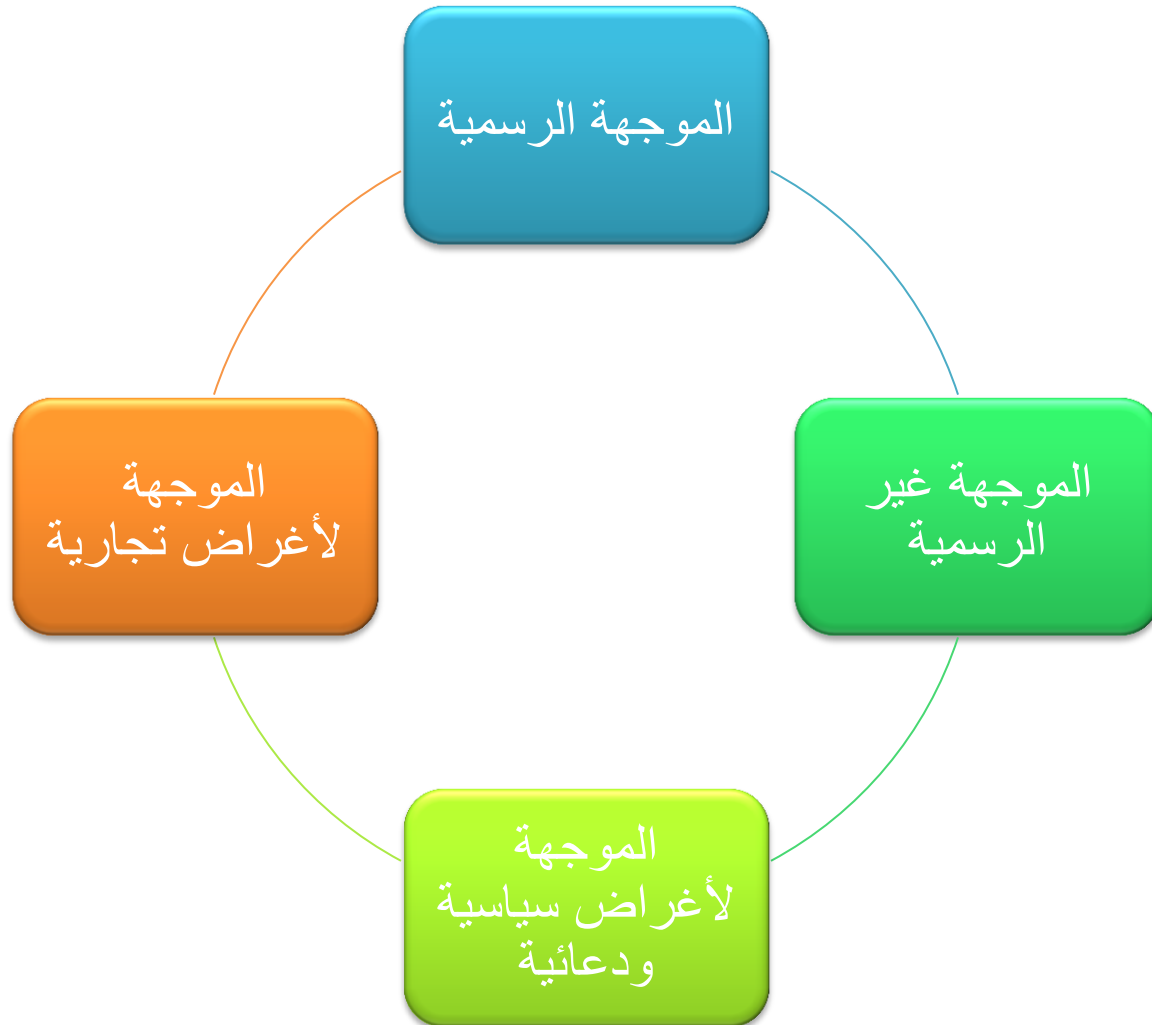 الموجهة الرسمية
الموجهة غير
الرسمية
الموجهة
لأغراض سياسية
ودعائية
الموجهة
لأغراض تجارية